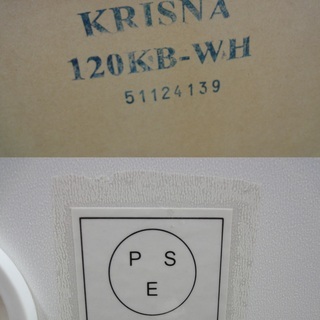 KRISNA
120KB-WH
51124139
P S
E